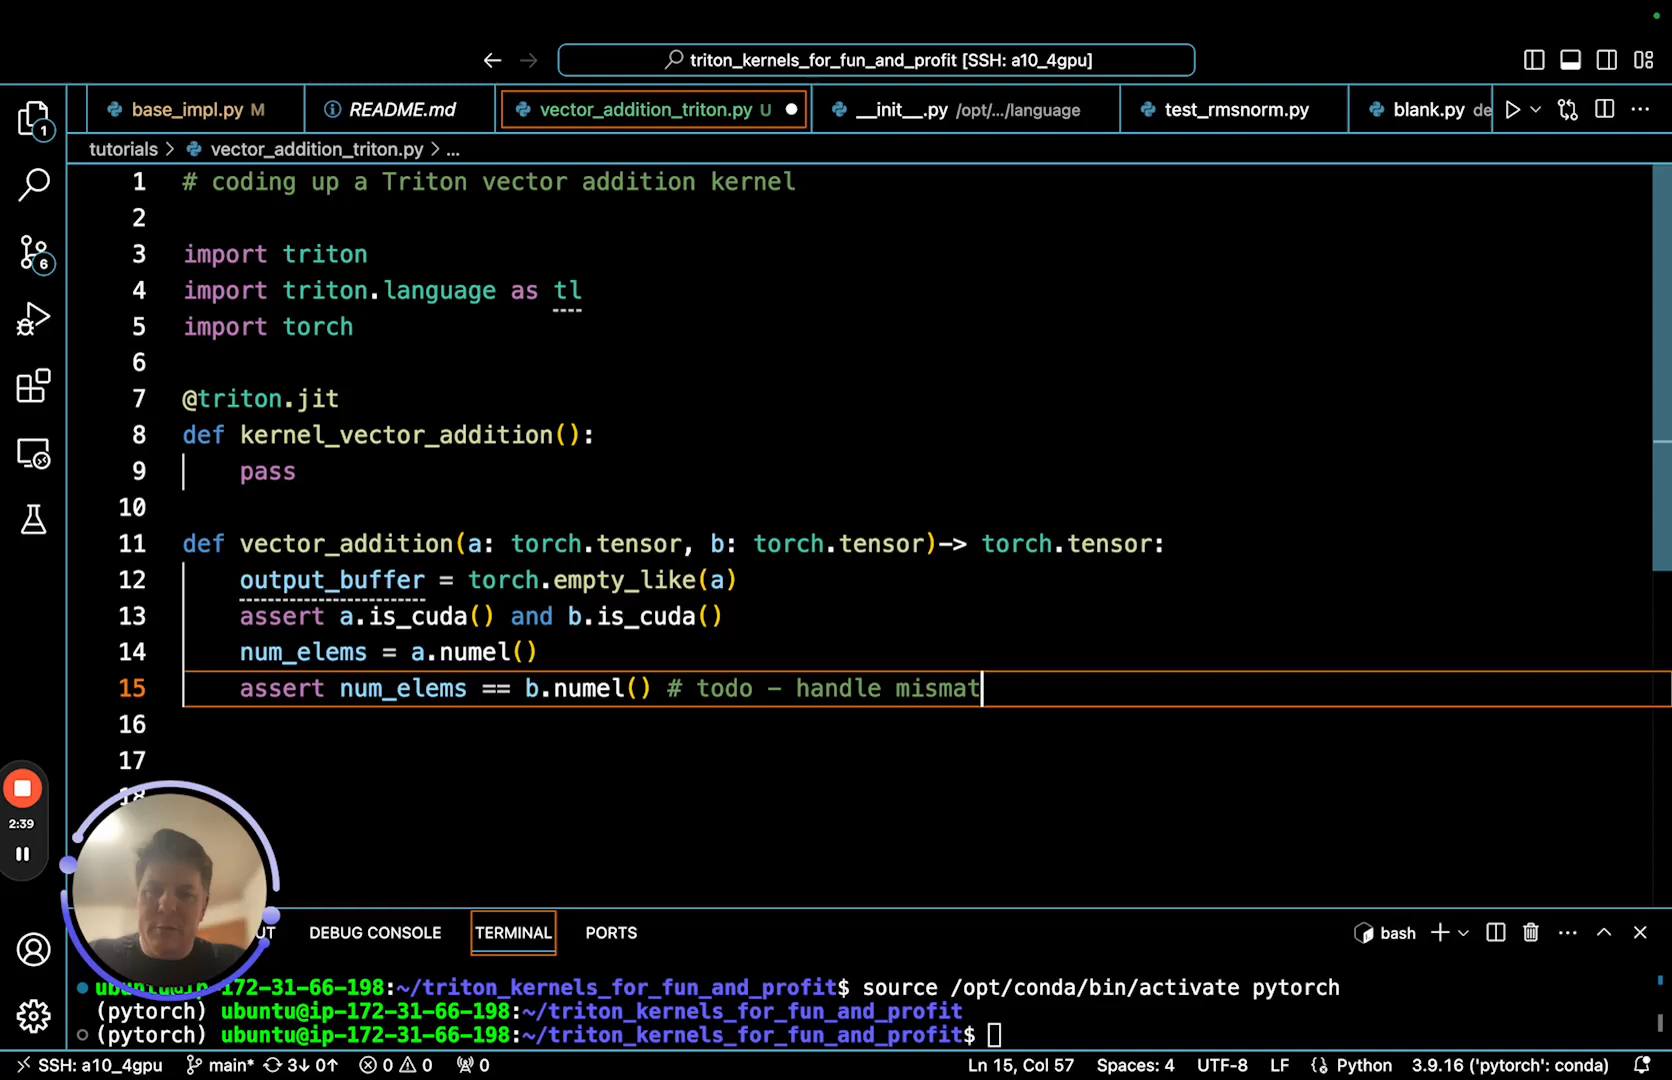 triton_kernels_for_fun_and_profit [SSH: a10_4gpu]
1
base_impl.py M
README.md
vector_addition_triton.py U
__init__.py /opt/.../language
test_rmsnorm.py
blank.py de
tutorials > vector_addition_triton.py > ...
1 # coding up a Triton vector addition kernel
2
3 import triton
4 import triton.language as tl
5 import torch
6
7 @triton.jit
8 def kernel_vector_addition():
9 pass
10
11 def vector_addition(a: torch.tensor, b: torch.tensor)-> torch.tensor:
12 output_buffer = torch.empty_like(a)
13 assert a.is_cuda() and b.is_cuda()
14 num_elems = a.numel()
15 assert num_elems == b.numel() # todo - handle mismat
16
17
6
2:39
UT
DEBUG CONSOLE
TERMINAL
PORTS
bash
ubuntu@ip-172-31-66-198:~/triton_kernels_for_fun_and_profit$ source /opt/conda/bin/activate pytorch
(pytorch) ubuntu@ip-172-31-66-198:~/triton_kernels_for_fun_and_profit
(pytorch) ubuntu@ip-172-31-66-198:~/triton_kernels_for_fun_and_profit$
SSH: a10_4gpu main* 3↓ 0↑ 0 0 0 Ln 15, Col 57 Spaces: 4 UTF-8 LF Python 3.9.16 ('pytorch': conda)